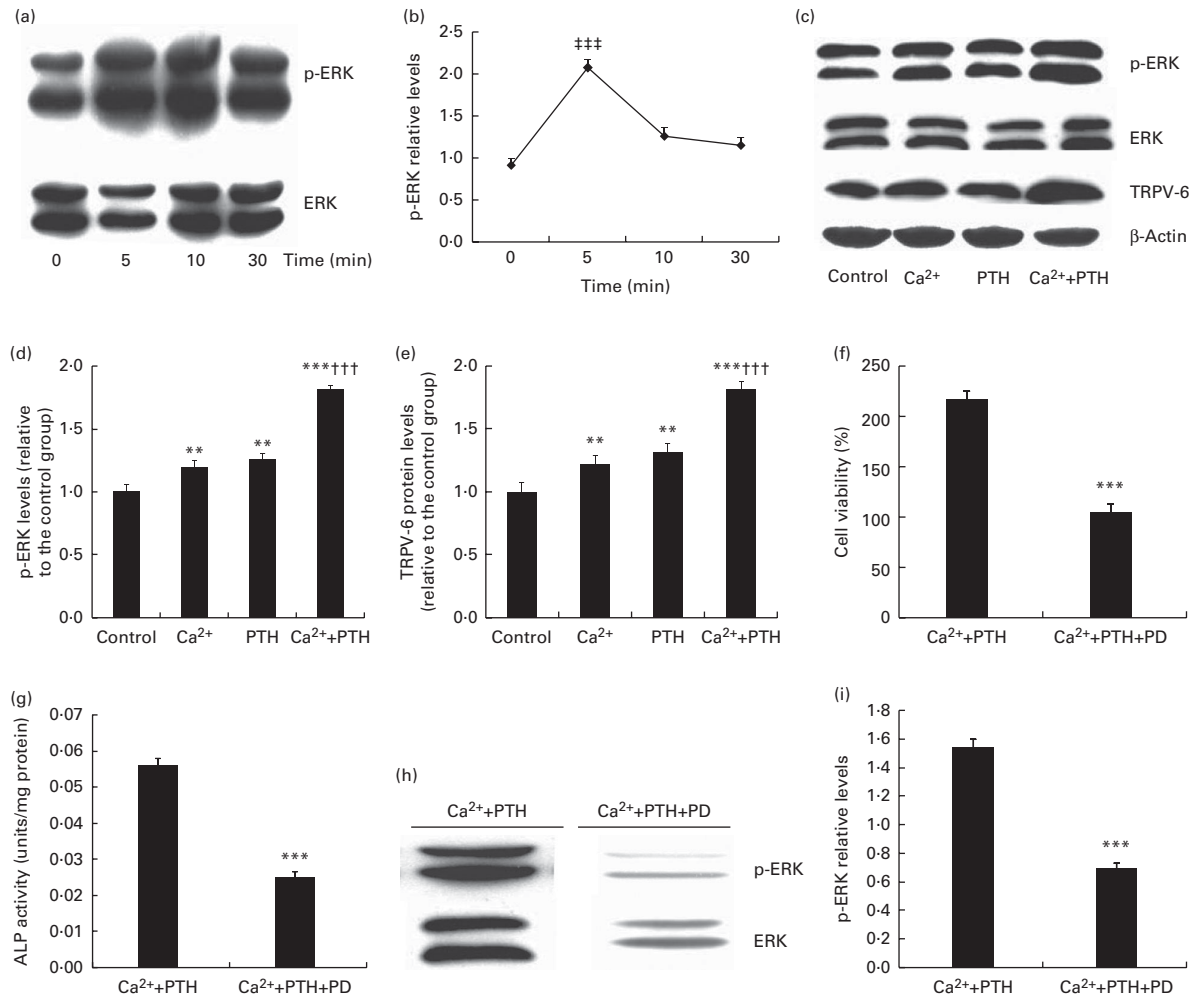 (a)
p-ERK
ERK
0 5 10 30 Time (min)
(b)
p-ERK relative levels
2·5
2·0
1·5
1·0
0·5
0·0
‡‡‡
0 5 10 30
Time (min)
(c)
p-ERK
ERK
TRPV-6
β-Actin
Control Ca2+ PTH Ca2++PTH
(d)
p-ERK levels (relative
to the control group)
2·0
1·5
1·0
0·5
0·0
** ** ***†††
Control Ca2+ PTH Ca2++PTH
(e)
TRPV-6 protein levels
(relative to the control group)
2·0
1·5
1·0
0·5
0·0
** ** ***†††
Control Ca2+ PTH Ca2++PTH
(f)
Cell viability (%)
250
200
150
100
50
0
***
Ca2++PTH Ca2++PTH+PD
(g)
ALP activity (units/mg protein)
0·07
0·06
0·05
0·04
0·03
0·02
0·01
0·00
***
Ca2++PTH Ca2++PTH+PD
(h)
Ca2++PTH Ca2++PTH+PD
p-ERK
ERK
(i)
p-ERK relative levels
1·8
1·6
1·4
1·2
1·0
0·8
0·6
0·4
0·2
0·0
***
Ca2++PTH Ca2++PTH+PD